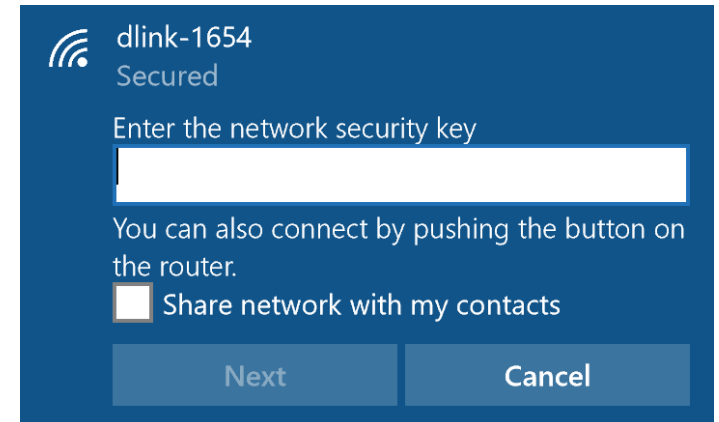 dlink-1654
Secured
Enter the network security key
You can also connect by pushing the button on
the router.
Share network with my contacts
Next
Cancel